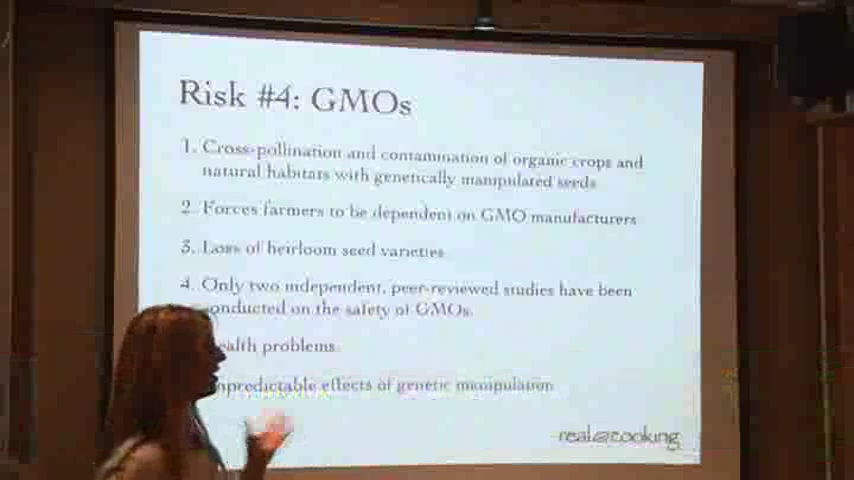 Risk #4: GMOs
1. Cross-pollination and contamination of organic crops and
natural habitats with genetically manipulated seeds
2. Forces farmers to be dependent on GMO manufacturers
3. Loss of heirloom seed varieties
4. Only two independent, peer-reviewed studies have been
conducted on the safety of GMOs.
ealth problems.
npredictable effects of genetic manipulation
real@cooking